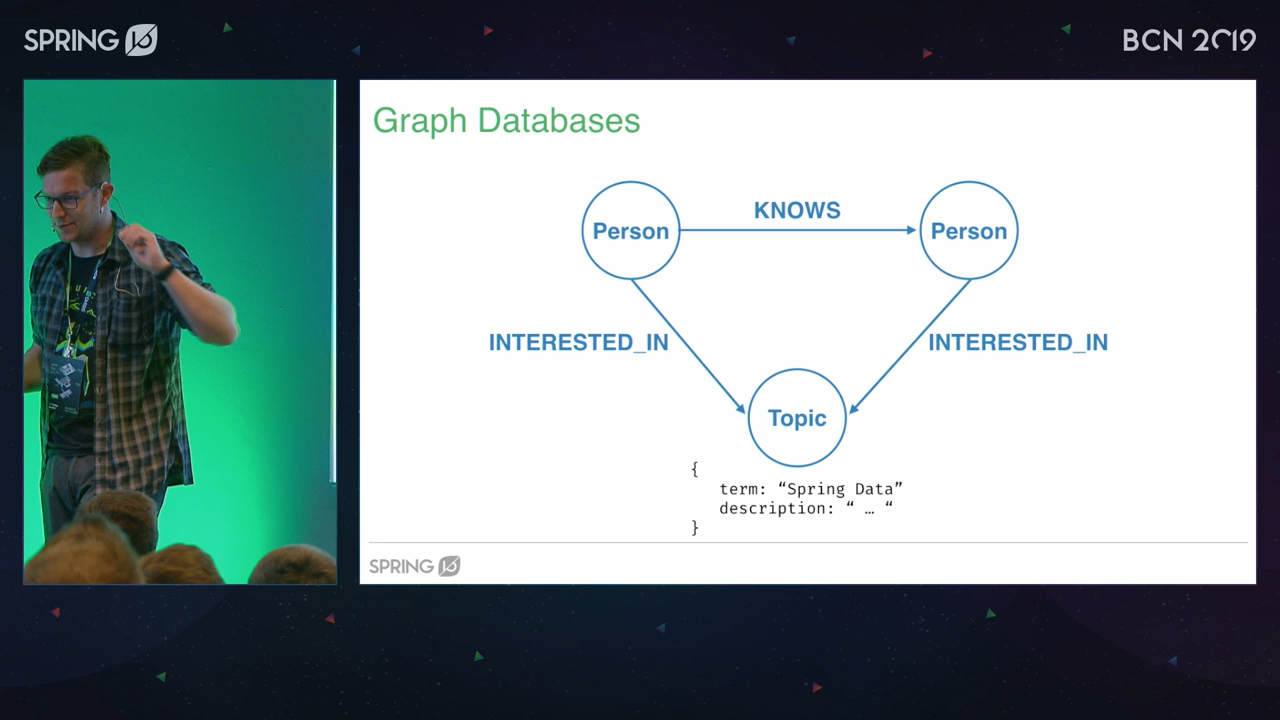 SPRING I/O
BCN 2019
Graph Databases
KNOWS
Person
Person
INTERESTED_IN
INTERESTED_IN
Topic
{
term: “Spring Data”
description: “ … “
}
SPRING I/O